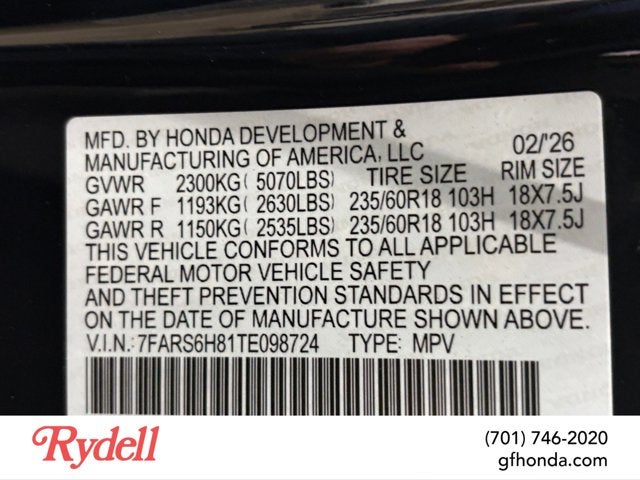 MFD. BY HONDA DEVELOPMENT &
MANUFACTURING OF AMERICA, LLC 02/'26
GVWR 2300KG( 5070LBS) TIRE SIZE RIM SIZE
GAWR F 1193KG( 2630LBS) 235/60R18 103H 18X7.5J
GAWR R 1150KG( 2535LBS) 235/60R18 103H 18X7.5J
THIS VEHICLE CONFORMS TO ALL APPLICABLE
FEDERAL MOTOR VEHICLE SAFETY
AND THEFT PREVENTION STANDARDS IN EFFECT
ON THE DATE OF MANUFACTURE SHOWN ABOVE.
V.I.N.:7FARS6H81TE098724 TYPE: MPV
Rydell
(701) 746-2020
gfhonda.com